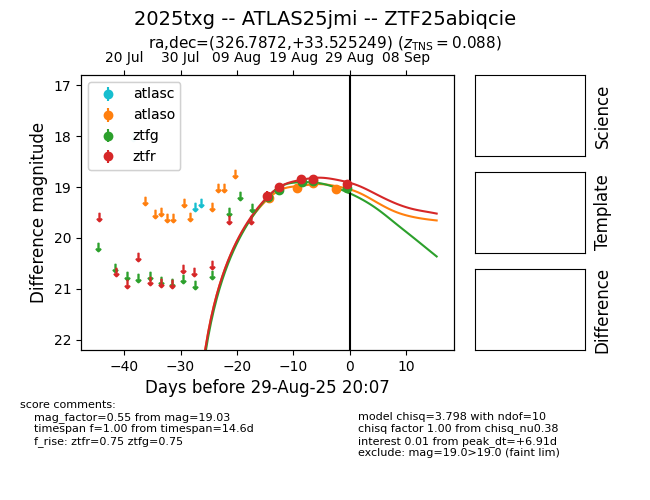 2025txg -- ATLAS25jmi -- ZTF25abiqcie
ra,dec=(326.7872,+33.525249) (z_TNS = 0.088)
20 Jul 30 Jul 09 Aug 19 Aug 29 Aug 08 Sep
atlasc
atlaso
ztfg
ztfr
17
18
19
20
21
22
Difference magnitude
−40 −30 −20 −10 0 10
Days before 29-Aug-25 20:07
Science
Template
Difference
score comments:
mag_factor=0.55 from mag=19.03
timespan f=1.00 from timespan=14.6d
f_rise: ztfr=0.75 ztfg=0.75
model chisq=3.798 with ndof=10
chisq factor 1.00 from chisq_nu0.38
interest 0.01 from peak_dt=+6.91d
exclude: mag=19.0>19.0 (faint lim)